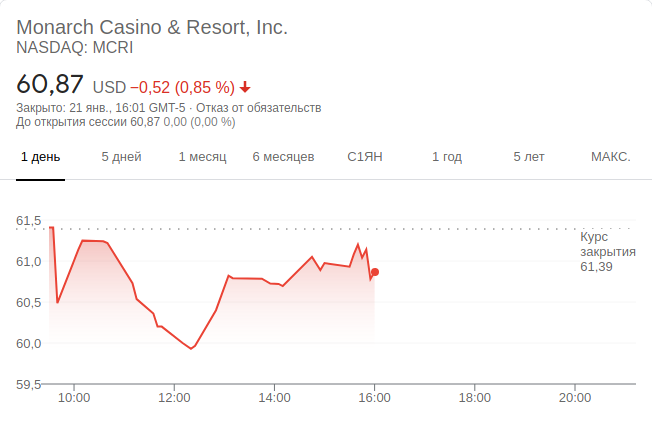 Monarch Casino & Resort, Inc.
NASDAQ: MCRI
60,87 USD −0,52 (0,85 %)
Закрыто: 21 янв., 16:01 GMT-5 · Отказ от обязательств
До открытия сессии 60,87 0,00 (0,00 %)
1 день 5 дней 1 месяц 6 месяцев С1ЯН 1 год 5 лет МАКС.
61,5
Курс
закрытия
61,39
61,0
60,5
60,0
59,5
10:00 12:00 14:00 16:00 18:00 20:00